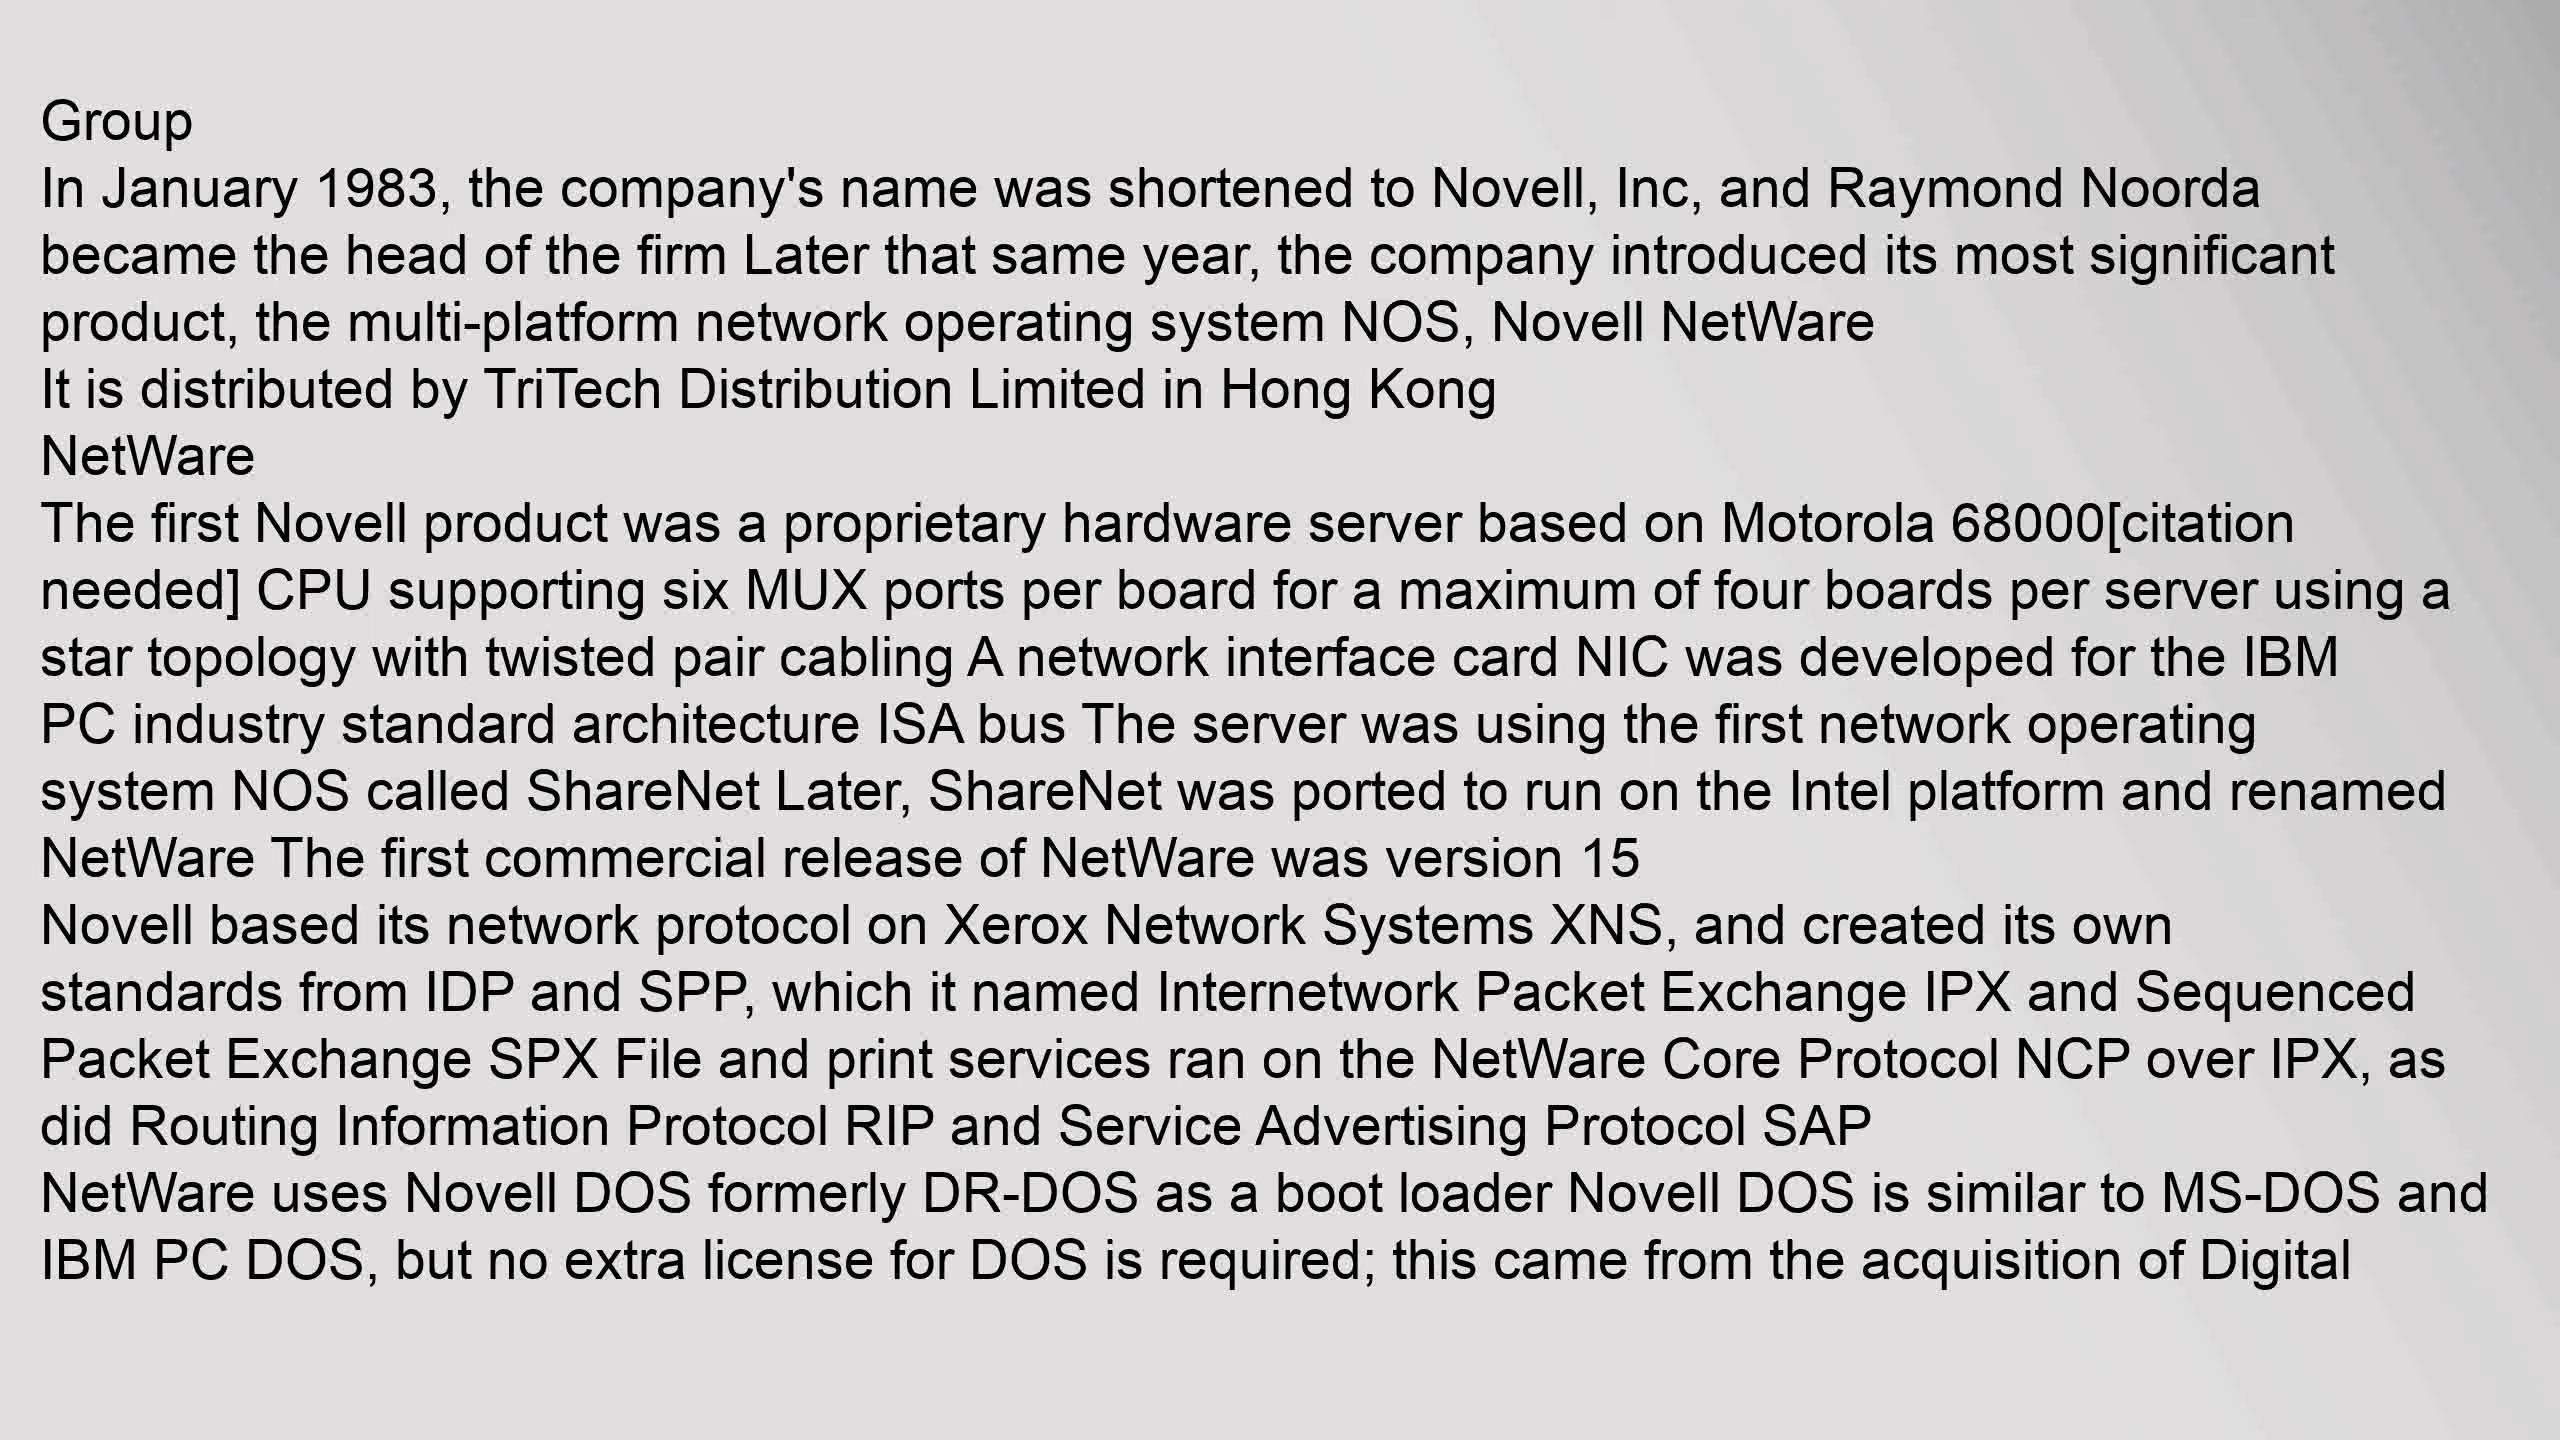 Group
In January 1983, the company's name was shortened to Novell, Inc, and Raymond Noorda
became the head of the firm Later that same year, the company introduced its most significant
product, the multi-platform network operating system NOS, Novell NetWare
It is distributed by TriTech Distribution Limited in Hong Kong
NetWare
The first Novell product was a proprietary hardware server based on Motorola 68000[citation
needed] CPU supporting six MUX ports per board for a maximum of four boards per server using a
star topology with twisted pair cabling A network interface card NIC was developed for the IBM
PC industry standard architecture ISA bus The server was using the first network operating
system NOS called ShareNet Later, ShareNet was ported to run on the Intel platform and renamed
NetWare The first commercial release of NetWare was version 15
Novell based its network protocol on Xerox Network Systems XNS, and created its own
standards from IDP and SPP, which it named Internetwork Packet Exchange IPX and Sequenced
Packet Exchange SPX File and print services ran on the NetWare Core Protocol NCP over IPX, as
did Routing Information Protocol RIP and Service Advertising Protocol SAP
NetWare uses Novell DOS formerly DR-DOS as a boot loader Novell DOS is similar to MS-DOS and
IBM PC DOS, but no extra license for DOS is required; this came from the acquisition of Digital